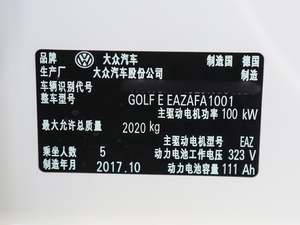 品牌 大众汽车 制造国 德国
生产厂 大众汽车股份公司
车辆识别代号
整车型号 GOLF E EAZAFA1001
主驱动电机功率 100 kW
最大允许总质量 2020 kg
主驱动电机型号 EAZ
乘坐人数 5 动力电池工作电压 323 V
制造年月 2017.10 动力电池容量 111 Ah